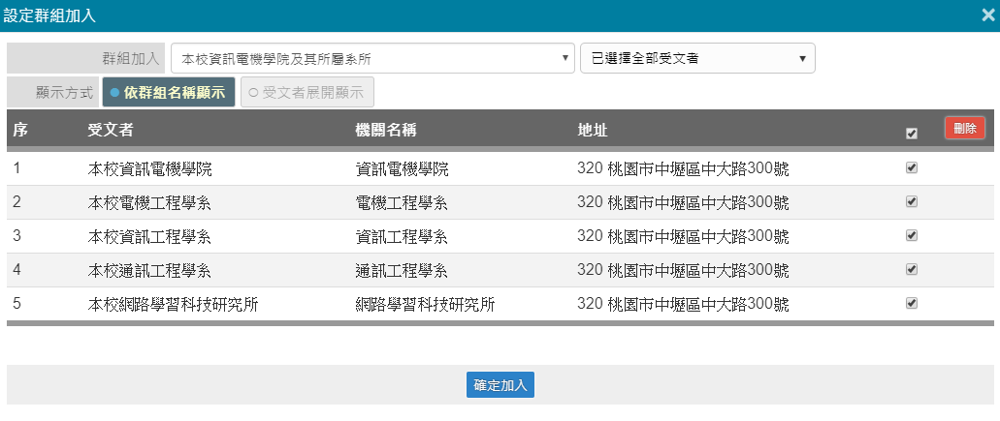 設定群組加入 ×
群組加入 本校資訊電機學院及其所屬系所 已選擇全部受文者
顯示方式 依群組名稱顯示 受文者展開顯示
序 受文者 機關名稱 地址 刪除
1 本校資訊電機學院 資訊電機學院 320 桃園市中壢區中大路300號
2 本校電機工程學系 電機工程學系 320 桃園市中壢區中大路300號
3 本校資訊工程學系 資訊工程學系 320 桃園市中壢區中大路300號
4 本校通訊工程學系 通訊工程學系 320 桃園市中壢區中大路300號
5 本校網路學習科技研究所 網路學習科技研究所 320 桃園市中壢區中大路300號
確定加入